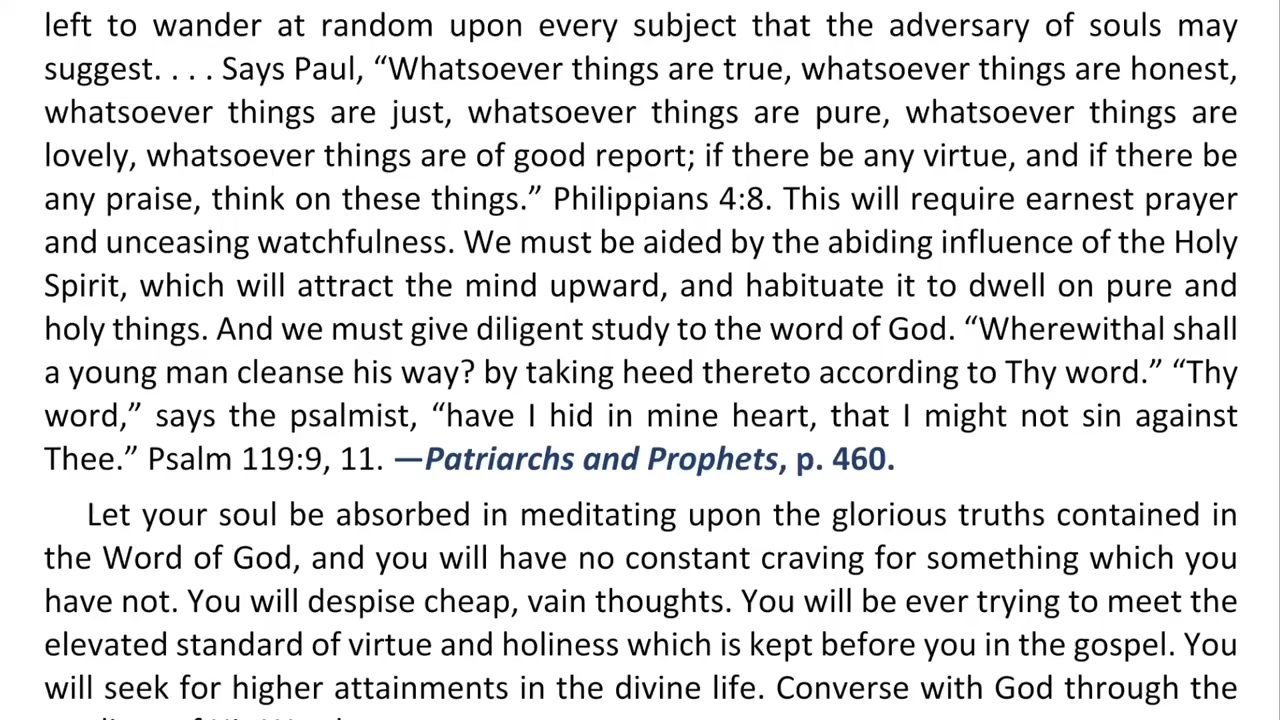 left to wander at random upon every subject that the adversary of souls may
suggest. . . . Says Paul, “Whatsoever things are true, whatsoever things are honest,
whatsoever things are just, whatsoever things are pure, whatsoever things are
lovely, whatsoever things are of good report; if there be any virtue, and if there be
any praise, think on these things.” Philippians 4:8. This will require earnest prayer
and unceasing watchfulness. We must be aided by the abiding influence of the Holy
Spirit, which will attract the mind upward, and habituate it to dwell on pure and
holy things. And we must give diligent study to the word of God. “Wherewithal shall
a young man cleanse his way? by taking heed thereto according to Thy word.” “Thy
word,” says the psalmist, “have I hid in mine heart, that I might not sin against
Thee.” Psalm 119:9, 11. —Patriarchs and Prophets, p. 460.
Let your soul be absorbed in meditating upon the glorious truths contained in
the Word of God, and you will have no constant craving for something which you
have not. You will despise cheap, vain thoughts. You will be ever trying to meet the
elevated standard of virtue and holiness which is kept before you in the gospel. You
will seek for higher attainments in the divine life. Converse with God through the